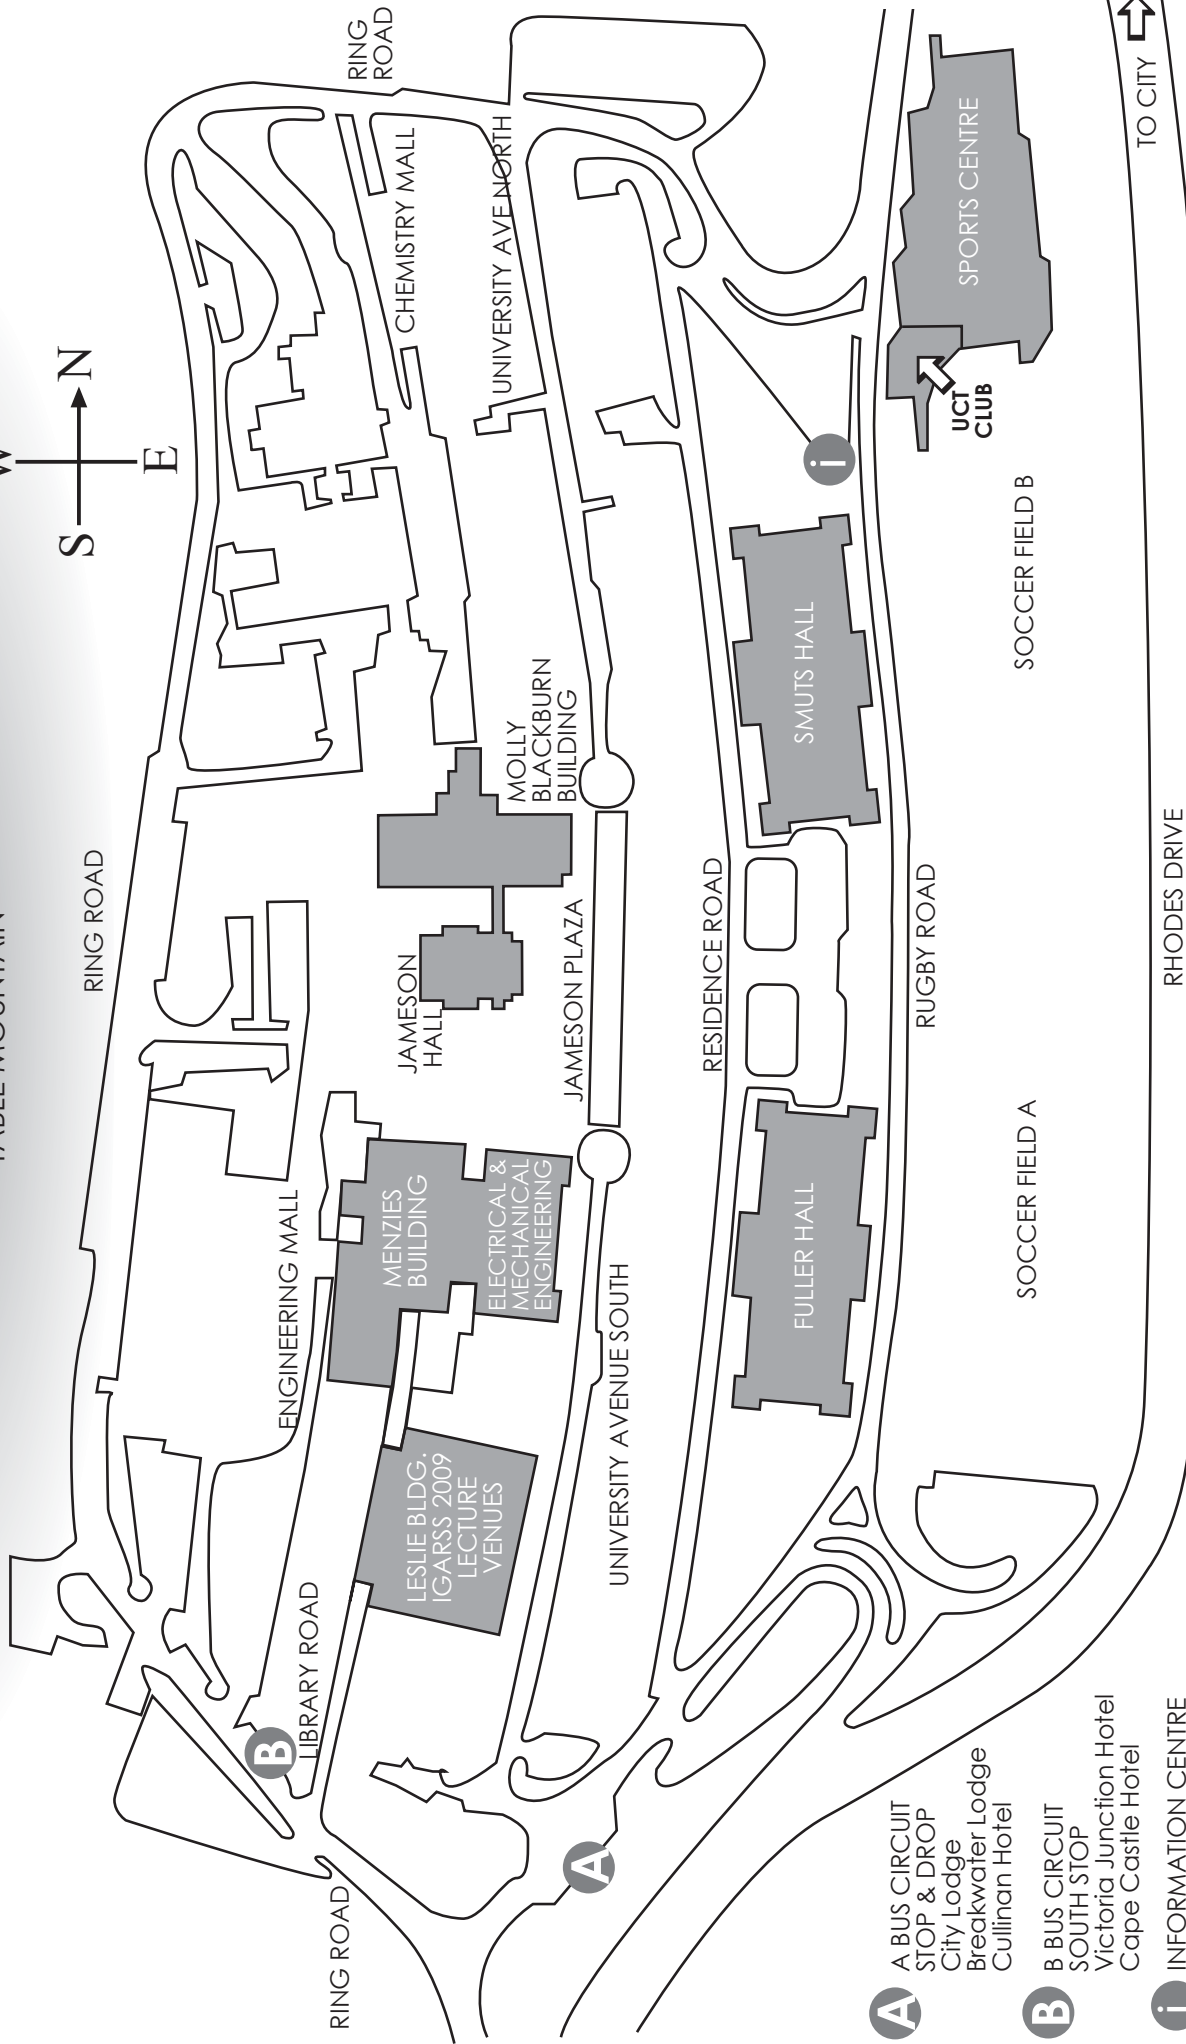 W
S
N
E
RING ROAD
RING
ROAD
CHEMISTRY MALL
UNIVERSITY AVE NORTH
MOLLY
BLACKBURN
BUILDING
JAMESON
HALL
JAMESON PLAZA
ENGINEERING MALL
MENZIES
BUILDING
ELECTRICAL &
MECHANICAL
ENGINEERING
LESLIE BLDG.
IGARSS 2009
LECTURE
VENUES
LIBRARY ROAD
B
RING ROAD
A
UNIVERSITY AVENUE SOUTH
RESIDENCE ROAD
FULLER HALL
SMUTS HALL
i
RUGBY ROAD
UCT
CLUB
SPORTS CENTRE
SOCCER FIELD A
SOCCER FIELD B
RHODES DRIVE
TO CITY
A
A BUS CIRCUIT
STOP & DROP
City Lodge
Breakwater Lodge
Cullinan Hotel
B
B BUS CIRCUIT
SOUTH STOP
Victoria Junction Hotel
Cape Castle Hotel
i
INFORMATION CENTRE